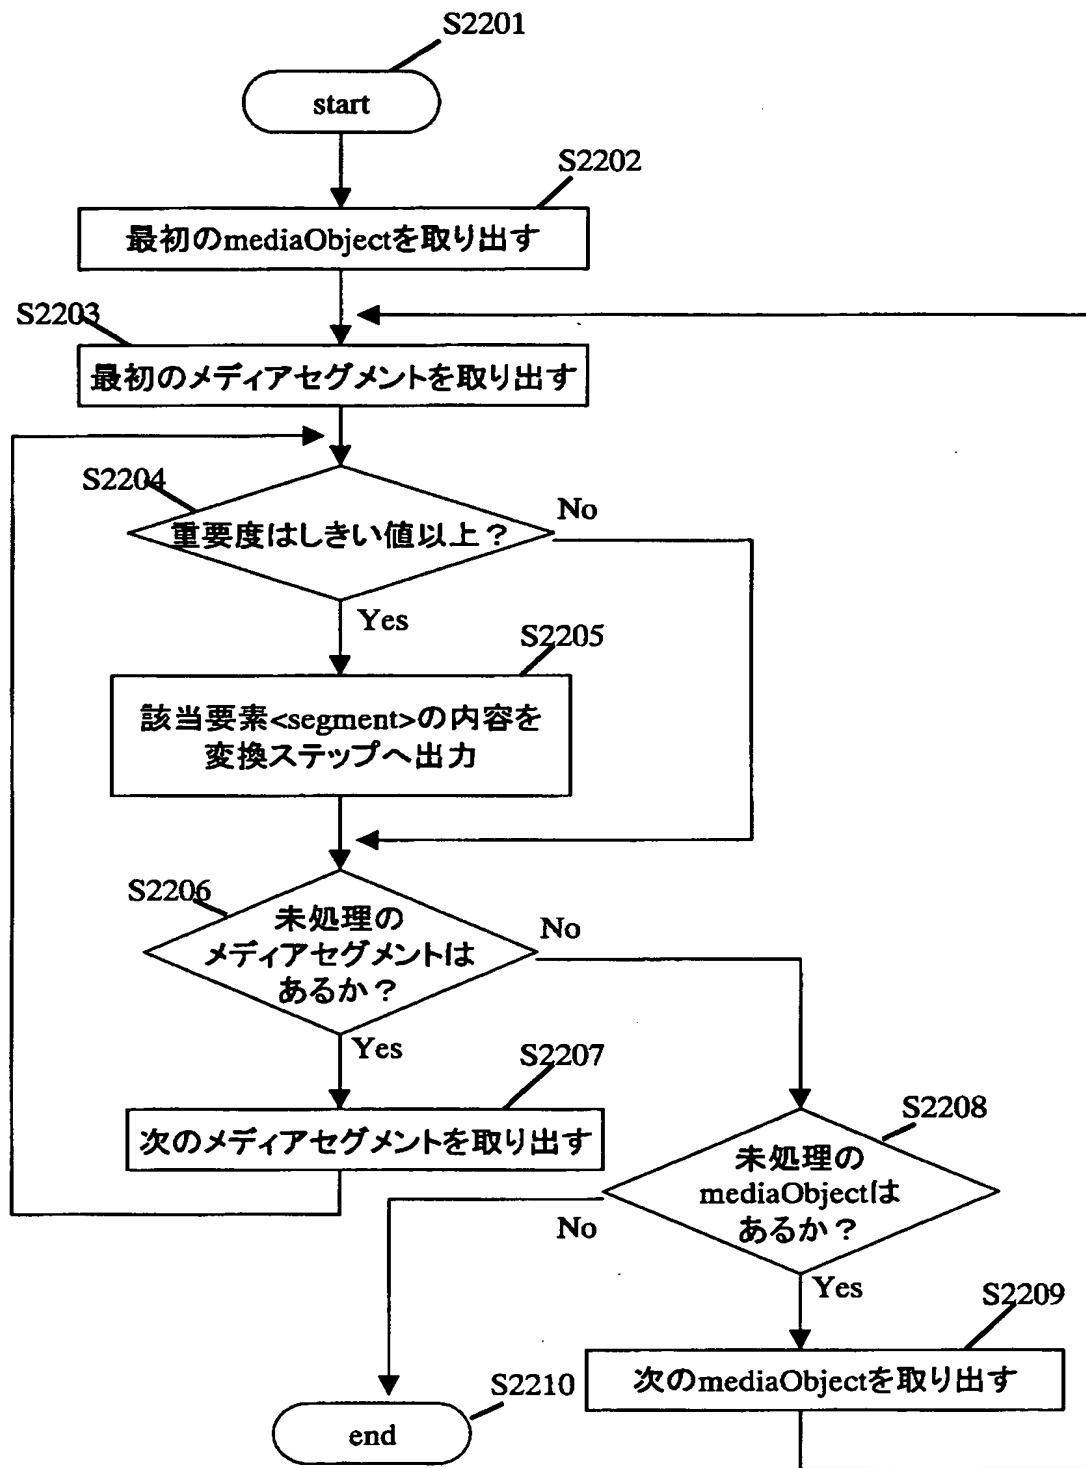 S2201
start
S2202
最初のmediaObjectを取り出す
S2203
最初のメディアセグメントを取り出す
S2204
重要度はしきい値以上？
No
Yes
S2205
該当要素<segment>の内容を
変換ステップへ出力
S2206
未処理の
メディアセグメントは
あるか？
No
Yes
S2207
次のメディアセグメントを取り出す
S2208
未処理の
mediaObjectは
あるか？
No
Yes
S2209
次のmediaObjectを取り出す
S2210
end